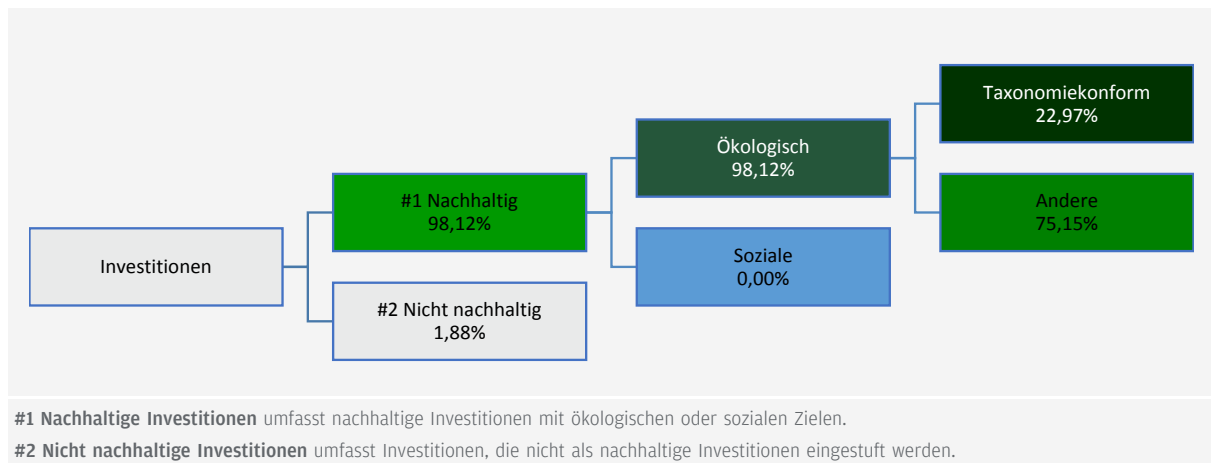 Investitionen
#1 Nachhaltig
98,12%
#2 Nicht nachhaltig
1,88%
Ökologisch
98,12%
Soziale
0,00%
Taxonomiekonform
22,97%
Andere
75,15%
#1 Nachhaltige Investitionen umfasst nachhaltige Investitionen mit ökologischen oder sozialen Zielen.
#2 Nicht nachhaltige Investitionen umfasst Investitionen, die nicht als nachhaltige Investitionen eingestuft werden.